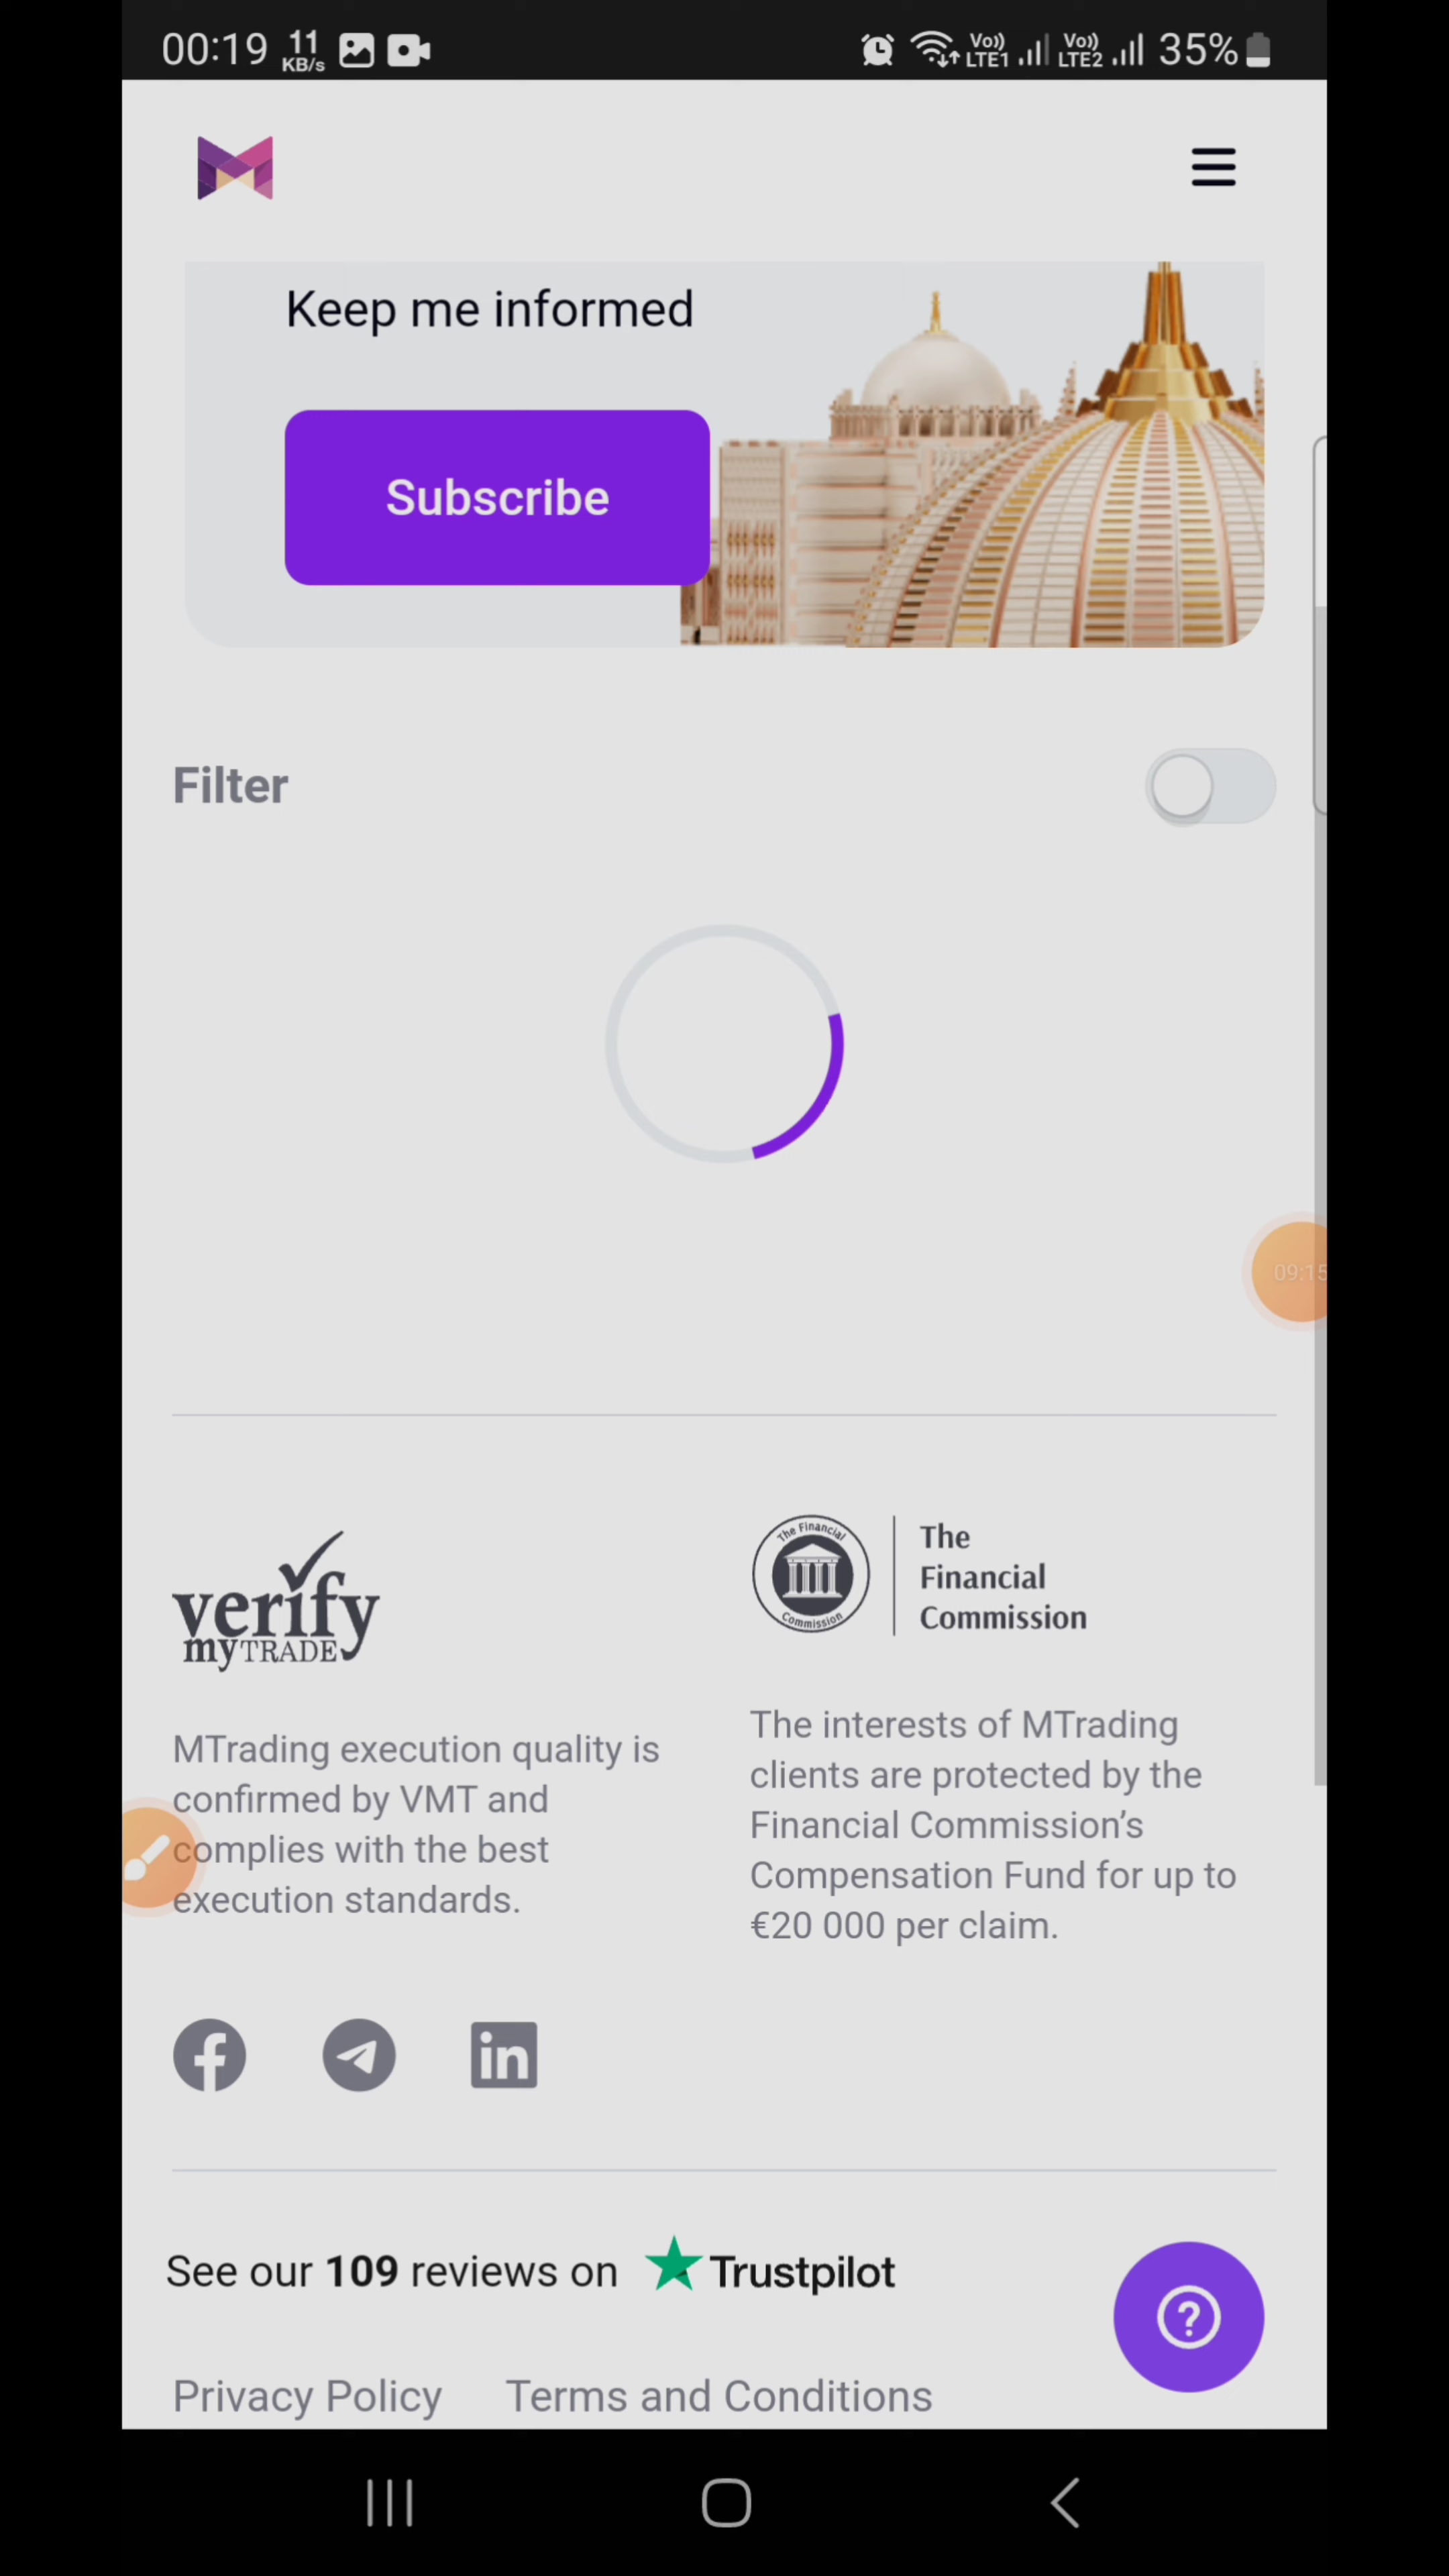 00:19 11 KB/s Vo)) LTE1 Vo)) LTE2 35%
Keep me informed
Subscribe
Filter
09:15
verify
myTRADE
The Financial
Commission
The
Financial
Commission
MTrading execution quality is
confirmed by VMT and
complies with the best
execution standards.
The interests of MTrading
clients are protected by the
Financial Commission’s
Compensation Fund for up to
€20 000 per claim.
See our 109 reviews on Trustpilot
Privacy Policy Terms and Conditions